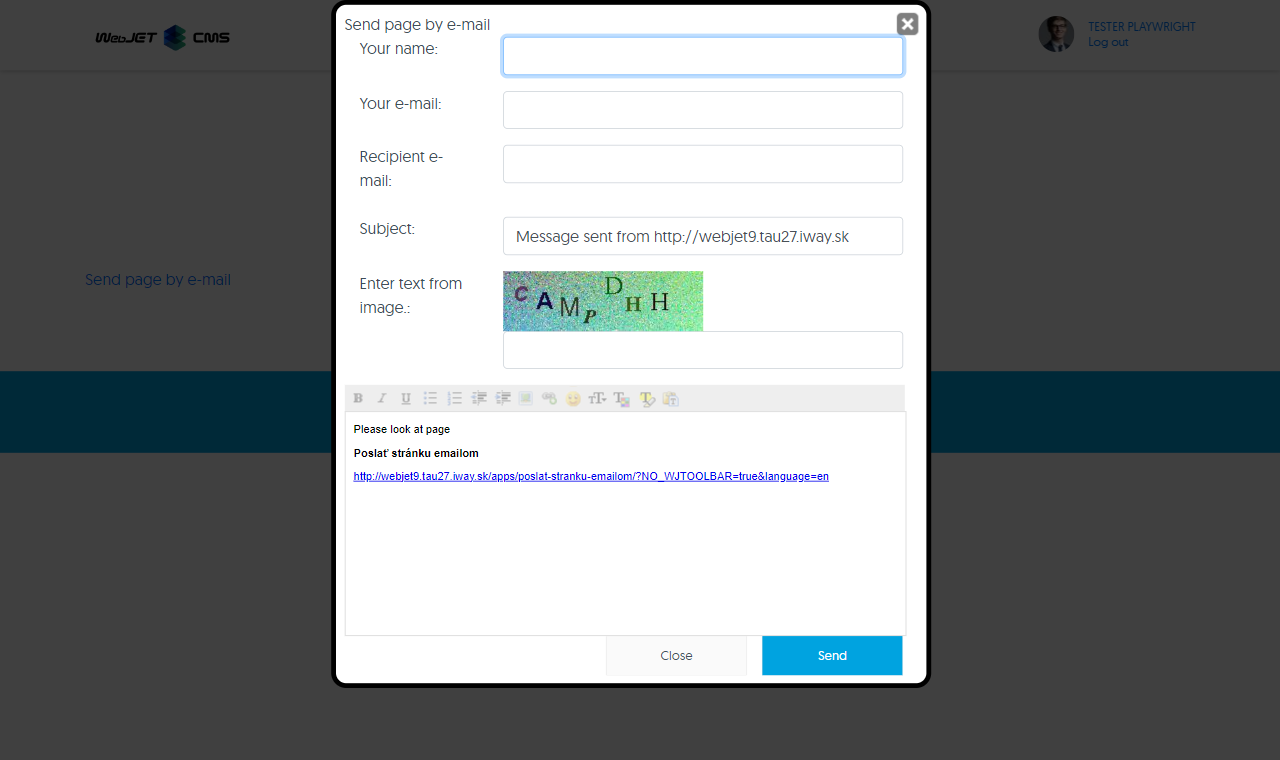 WebJET CMS
TESTER PLAYWRIGHT
Log out
Send page by e-mail
Send page by e-mail
Your name:
Your e-mail:
Recipient e-
mail:
Subject:
Message sent from http://webjet9.tau27.iway.sk
Enter text from
image.:
C A M P D H H
B I U
Please look at page
Poslať stránku emailom
http://webjet9.tau27.iway.sk/apps/poslat-stranku-emailom/?NO_WJTOOLBAR=true&language=en
Close
Send